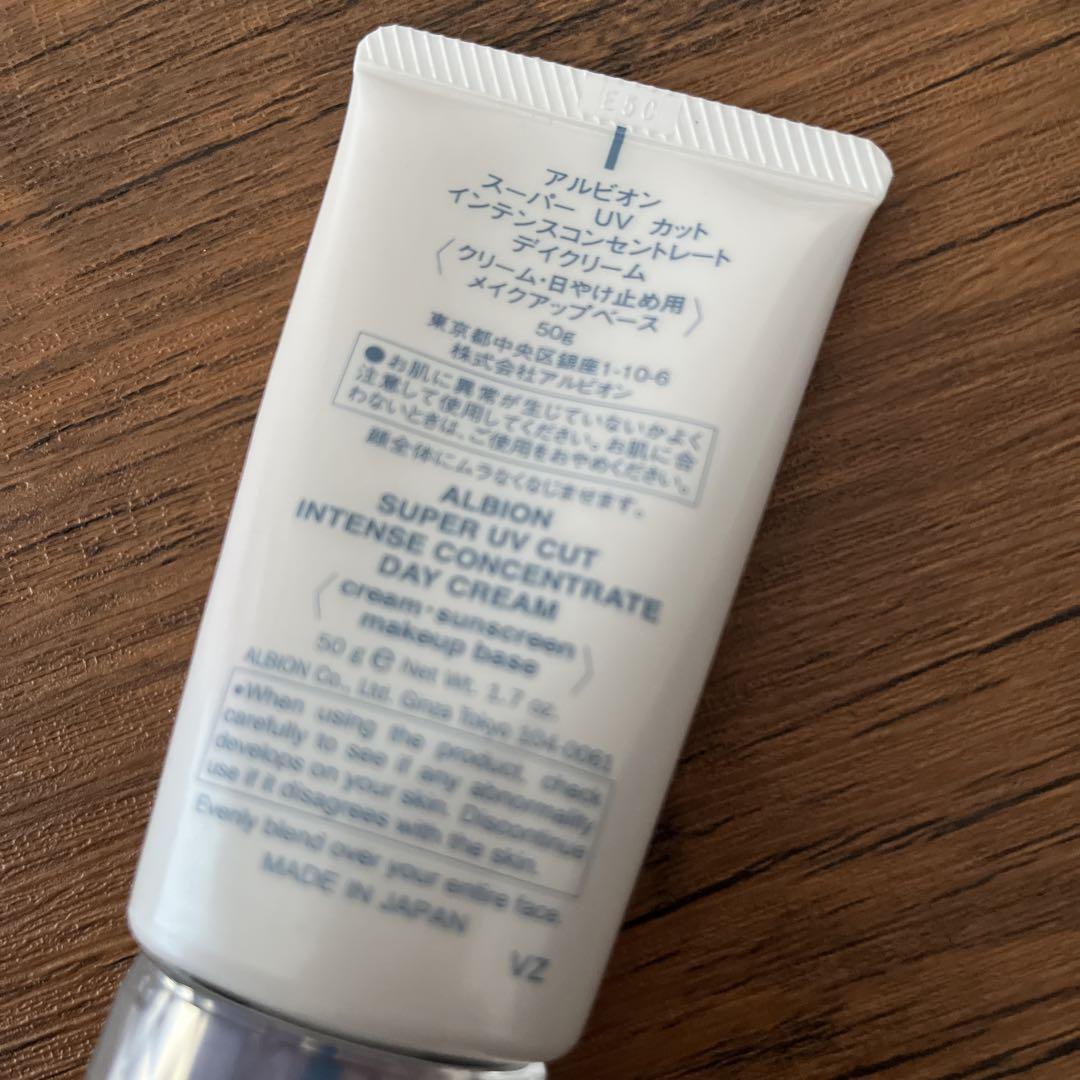 E5C
アルビオン
スーパー UV カット
インテンスコンセントレート
デイクリーム
〈クリーム・日やけ止め用
メイクアップベース〉
50g
東京都中央区銀座1-10-6
株式会社アルビオン
●お肌に異常が生じていないかよく
注意して使用してください。お肌に合
わないときは、ご使用をおやめください。
顔全体にムラなくなじませます。
ALBION
SUPER UV CUT
INTENSE CONCENTRATE
DAY CREAM
〈cream・sunscreen
makeup base〉
50 g ℮ Net Wt. 1.7 oz.
ALBION Co., Ltd. Ginza Tokyo 104-0061
●When using the product, check
carefully to see if any abnormality
develops on your skin. Discontinue
use if it disagrees with the skin.
Evenly blend over your entire face.
MADE IN JAPAN
VZ